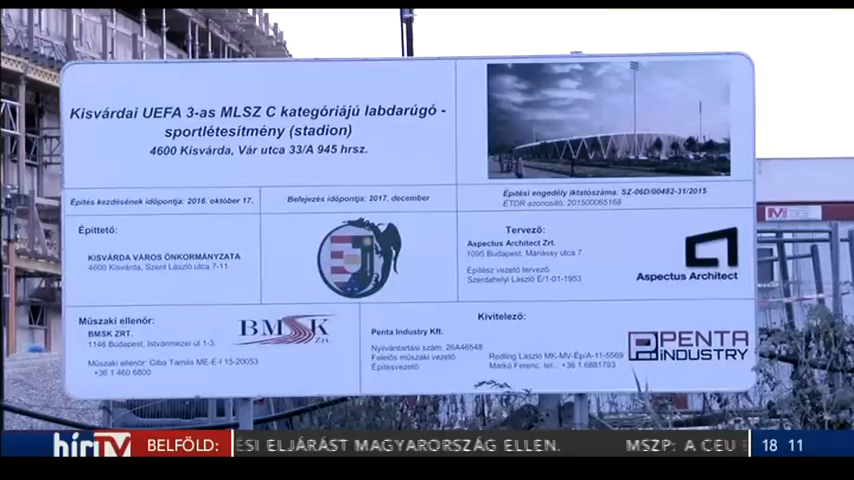 Kisvárdai UEFA 3-as MLSZ C kategóriájú labdarúgó -
sportlétesítmény (stadion)
4600 Kisvárda, Vár utca 33/A 945 hrsz.
Építés kezdésének időpontja: 2016. október 17.
Befejezés időpontja: 2017. december
Építési engedély iktatószáma: SZ-06D/00482-31/2015
ÉTDR azonosító: 201500065168
Építtető:
KISVÁRDA VÁROS ÖNKORMÁNYZATA
4600 Kisvárda, Szent László utca 7-11
Tervező:
Aspectus Architect Zrt.
1095 Budapest, Máriássy utca 7.
Építész vezető tervező:
Szerdahelyi László É/1-01-1953
Aspectus Architect
Műszaki ellenőr:
BMSK ZRT.
1146 Budapest, Istvánmezei út 1-3.
Műszaki ellenőr: Giba Tamás ME-É-I 15-20053
+36 1 460 6800
BMSK Zrt.
Kivitelező:
Penta Industry Kft.
Nyilvántartási szám: 26A46548
Felelős műszaki vezető:
Redling László MK-MV-Ép/A-11-5569
Építésvezető:
Markó Ferenc. tel.: +36 1 6881793
PENTA
INDUSTRY
hírTV
BELFÖLD:
ÉSI ELJÁRÁST MAGYARORSZÁG ELLEN.
MSZP: A CEU
18 11